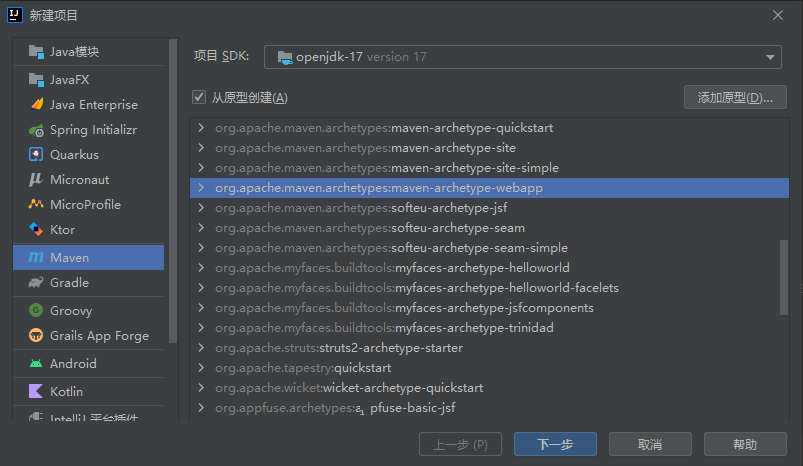 新建项目
Java模块
JavaFX
Java Enterprise
Spring Initializr
Quarkus
Micronaut
MicroProfile
Ktor
Maven
Gradle
Groovy
Grails App Forge
Android
Kotlin
IntelliJ 平台插件
项目 SDK: openjdk-17 version 17
从原型创建(A)
添加原型(D)...
org.apache.maven.archetypes:maven-archetype-quickstart
org.apache.maven.archetypes:maven-archetype-site
org.apache.maven.archetypes:maven-archetype-site-simple
org.apache.maven.archetypes:maven-archetype-webapp
org.apache.maven.archetypes:softeu-archetype-jsf
org.apache.maven.archetypes:softeu-archetype-seam
org.apache.maven.archetypes:softeu-archetype-seam-simple
org.apache.myfaces.buildtools:myfaces-archetype-helloworld
org.apache.myfaces.buildtools:myfaces-archetype-helloworld-facelets
org.apache.myfaces.buildtools:myfaces-archetype-jsfcomponents
org.apache.myfaces.buildtools:myfaces-archetype-trinidad
org.apache.struts:struts2-archetype-starter
org.apache.tapestry:quickstart
org.apache.wicket:wicket-archetype-quickstart
org.appfuse.archetypes:a pfuse-basic-jsf
上一步 (P)
下一步
取消
帮助